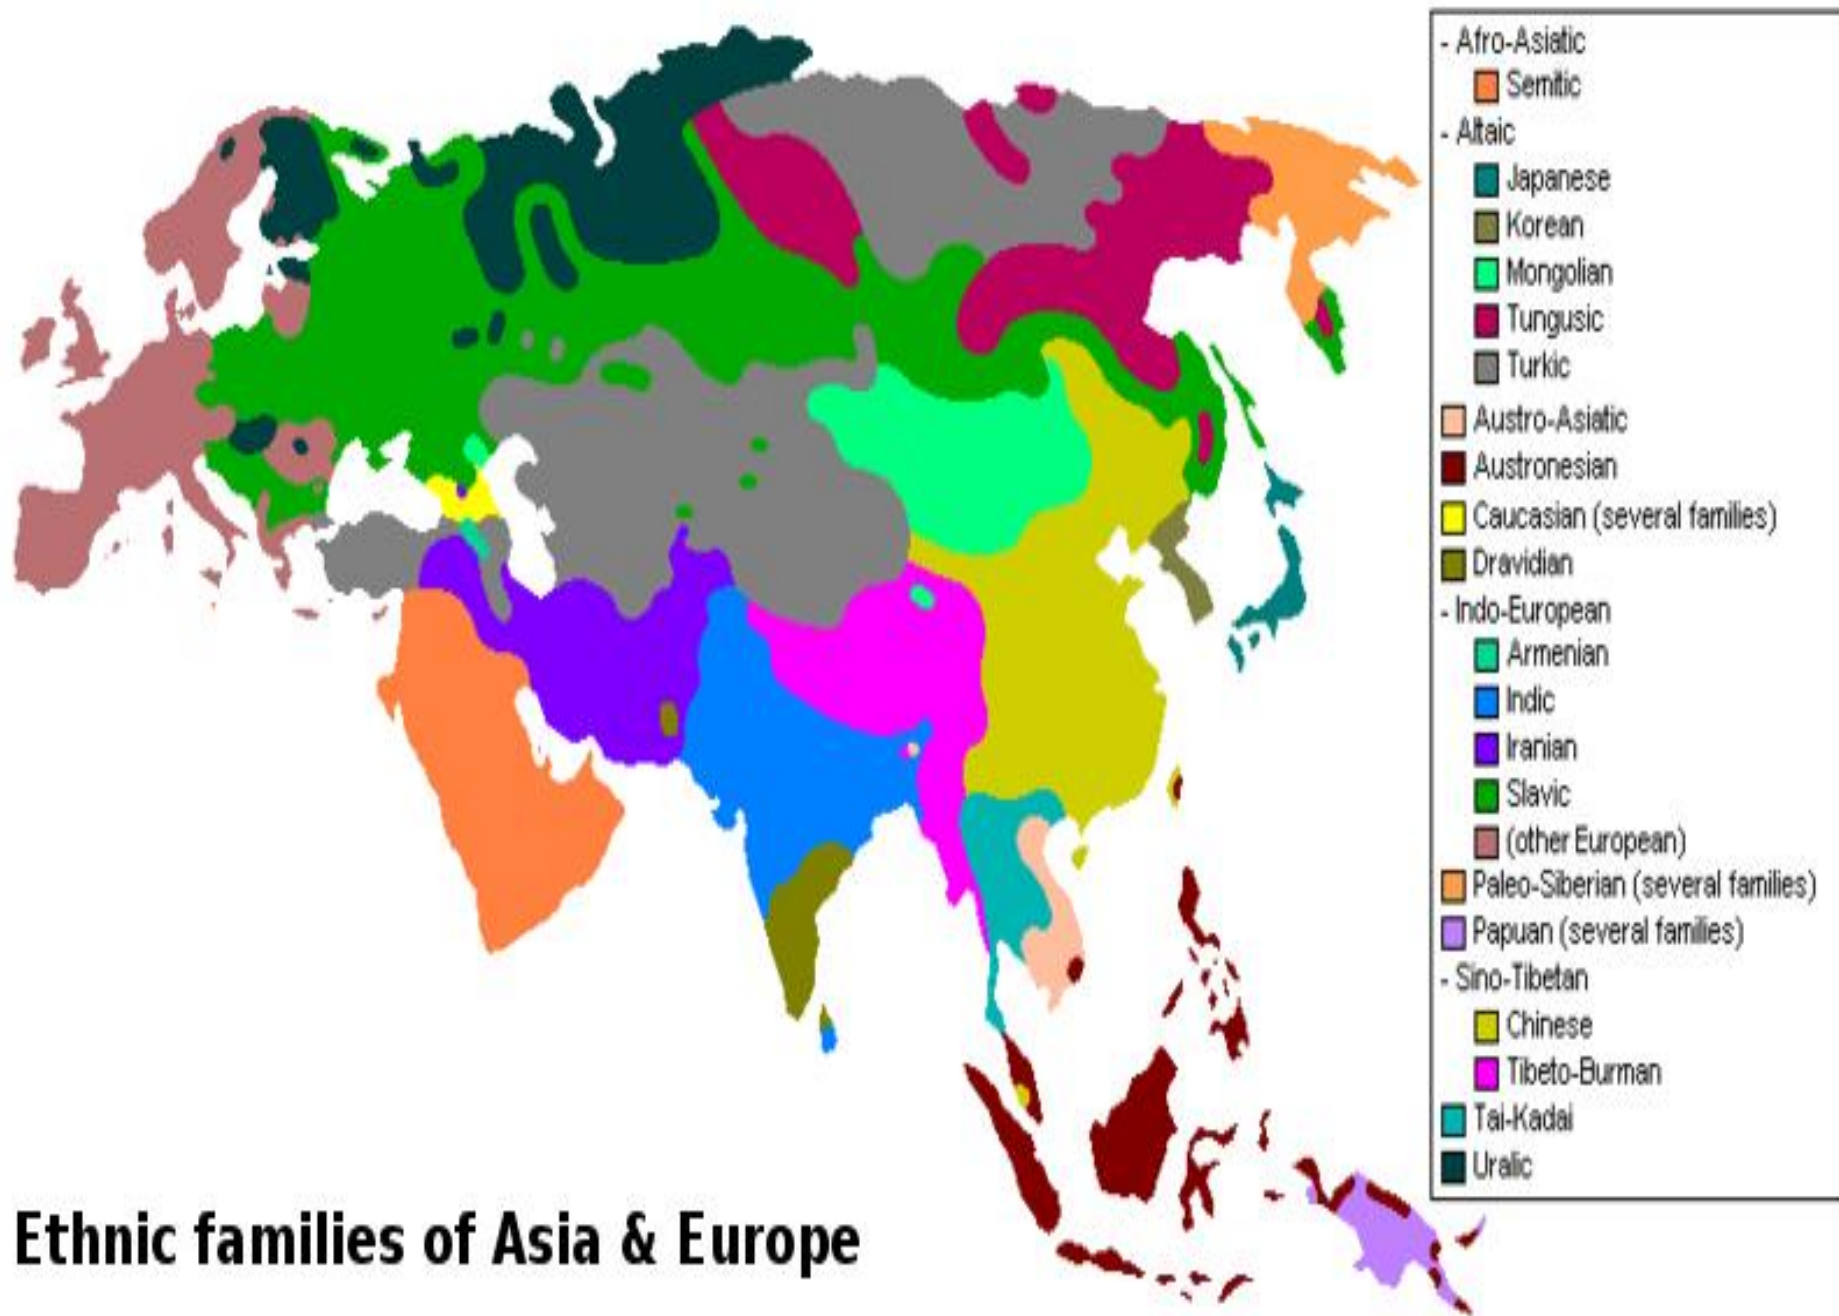 - Afro-Asiatic
Semitic
- Altaic
Japanese
Korean
Mongolian
Tungusic
Turkic
Austro-Asiatic
Austronesian
Caucasian (several families)
Dravidian
- Indo-European
Armenian
Indic
Iranian
Slavic
(other European)
Paleo-Siberian (several families)
Papuan (several families)
- Sino-Tibetan
Chinese
Tibeto-Burman
Tai-Kadai
Uralic
Ethnic families of Asia & Europe